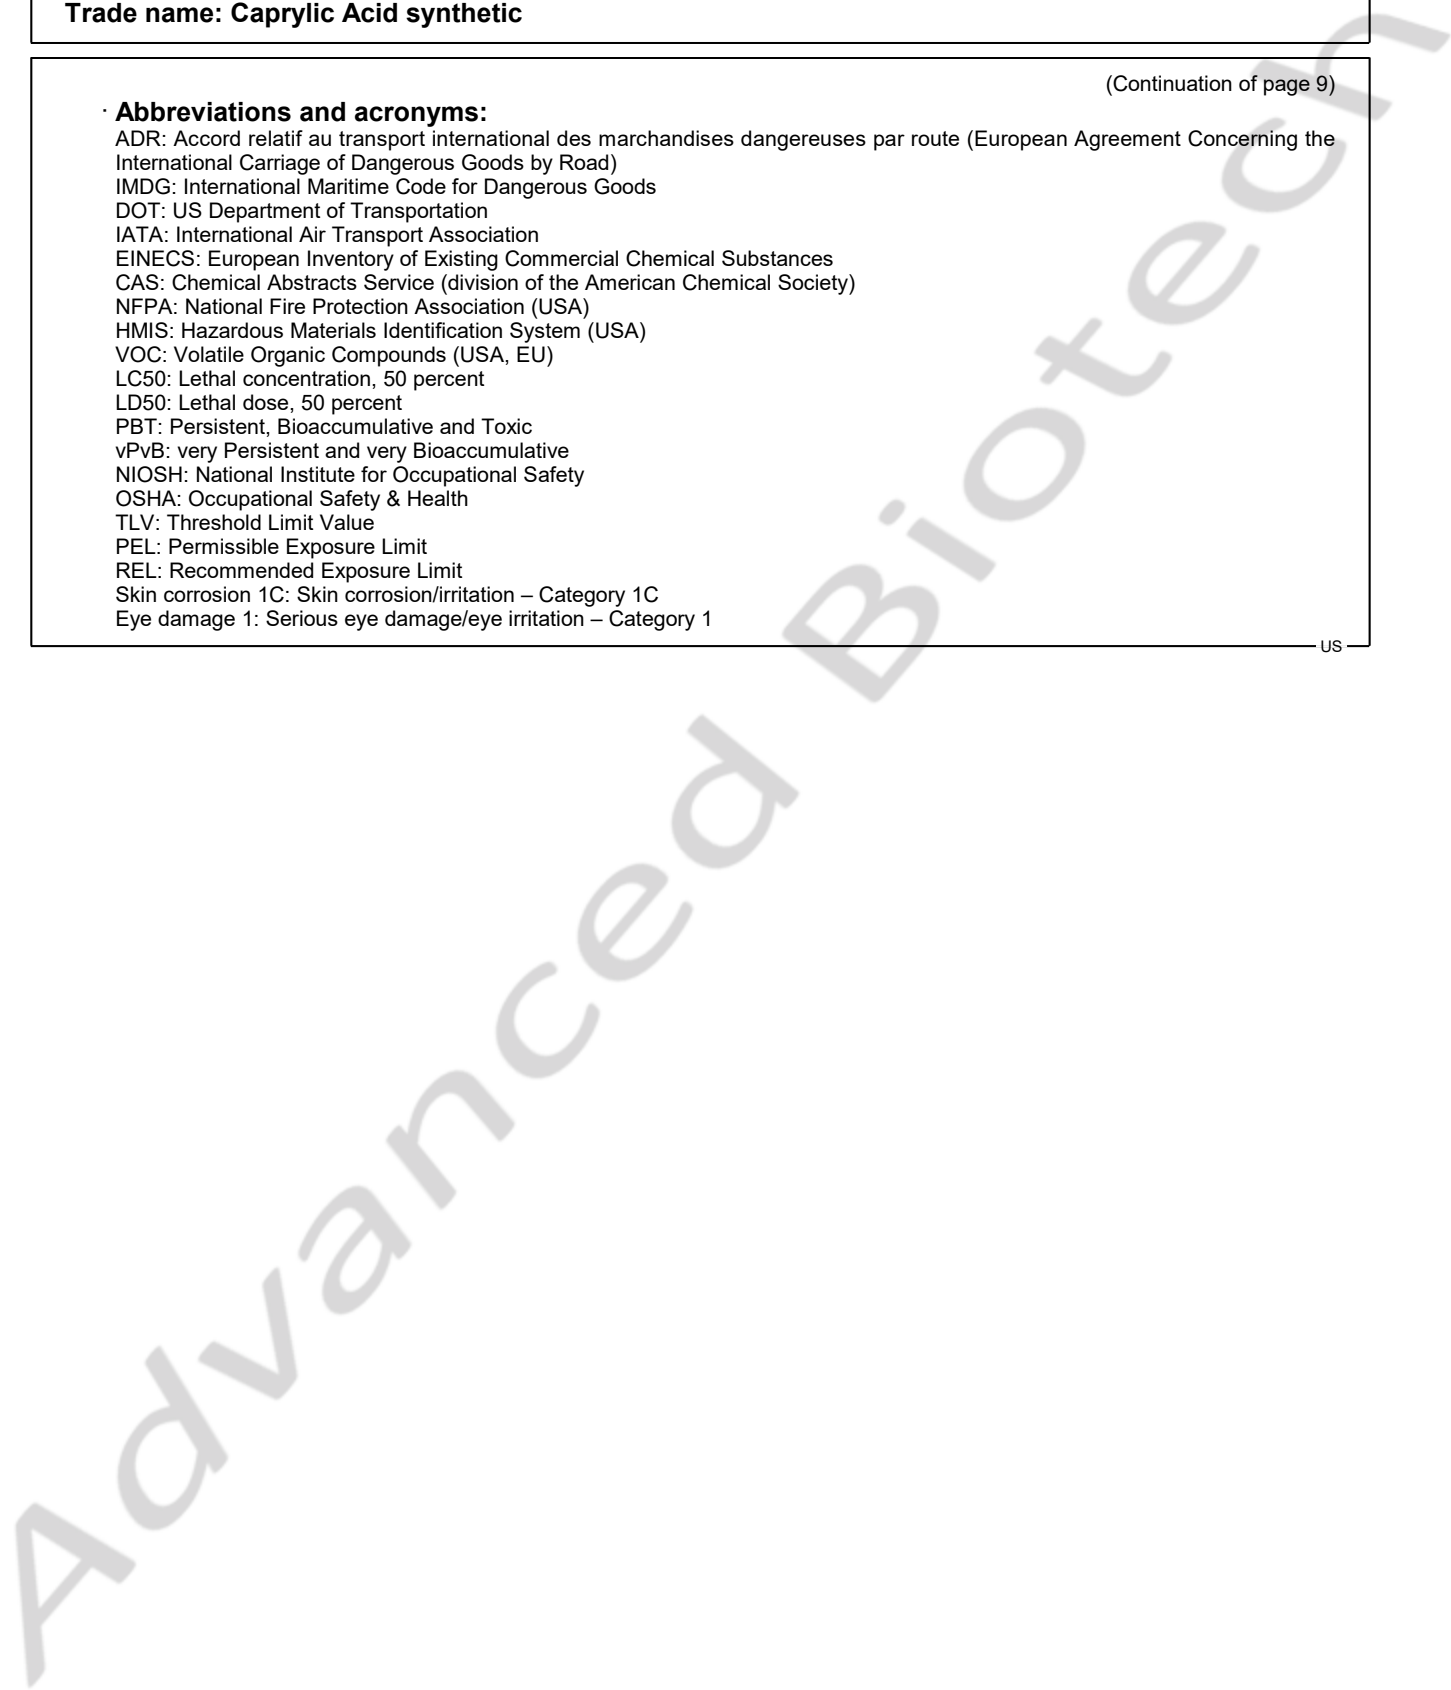 Trade name: Caprylic Acid synthetic
(Continuation of page 9)
· Abbreviations and acronyms:
ADR: Accord relatif au transport international des marchandises dangereuses par route (European Agreement Concerning the
International Carriage of Dangerous Goods by Road)
IMDG: International Maritime Code for Dangerous Goods
DOT: US Department of Transportation
IATA: International Air Transport Association
EINECS: European Inventory of Existing Commercial Chemical Substances
CAS: Chemical Abstracts Service (division of the American Chemical Society)
NFPA: National Fire Protection Association (USA)
HMIS: Hazardous Materials Identification System (USA)
VOC: Volatile Organic Compounds (USA, EU)
LC50: Lethal concentration, 50 percent
LD50: Lethal dose, 50 percent
PBT: Persistent, Bioaccumulative and Toxic
vPvB: very Persistent and very Bioaccumulative
NIOSH: National Institute for Occupational Safety
OSHA: Occupational Safety & Health
TLV: Threshold Limit Value
PEL: Permissible Exposure Limit
REL: Recommended Exposure Limit
Skin corrosion 1C: Skin corrosion/irritation – Category 1C
Eye damage 1: Serious eye damage/eye irritation – Category 1
US
Advanced Biotech